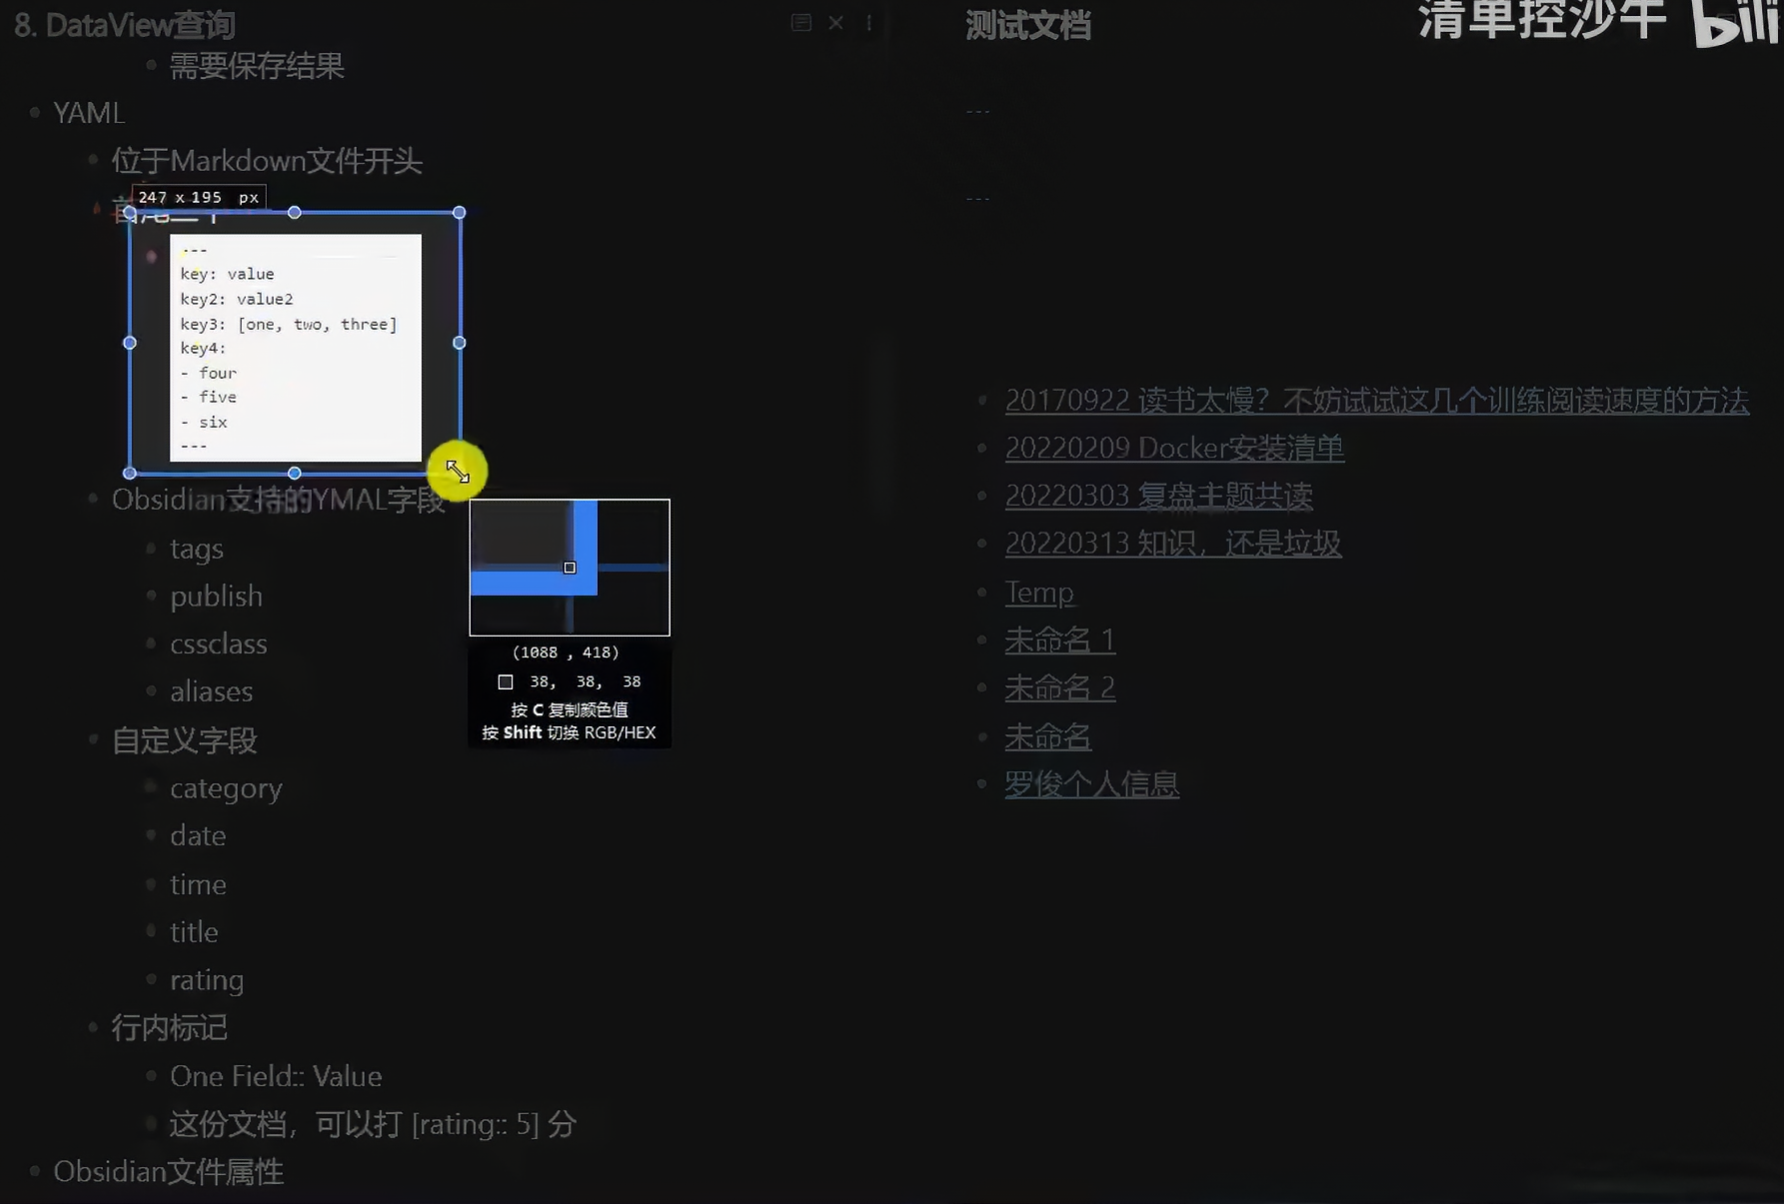 8. DataView查询
需要保存结果
YAML
位于Markdown文件开头
247 x 195 px
---
key: value
key2: value2
key3: [one, two, three]
key4:
- four
- five
- six
---
Obsidian支持的YMAL字段
tags
publish
cssclass
aliases
自定义字段
category
date
time
title
rating
行内标记
One Field:: Value
这份文档，可以打 [rating:: 5] 分
Obsidian文件属性
(1088 , 418)
38, 38, 38
按 C 复制颜色值
按 Shift 切换 RGB/HEX
测试文档
清单控沙牛 bili
---
---
20170922 读书太慢？不妨试试这几个训练阅读速度的方法
20220209 Docker安装清单
20220303 复盘主题共读
20220313 知识，还是垃圾
Temp
未命名 1
未命名 2
未命名
罗俊个人信息